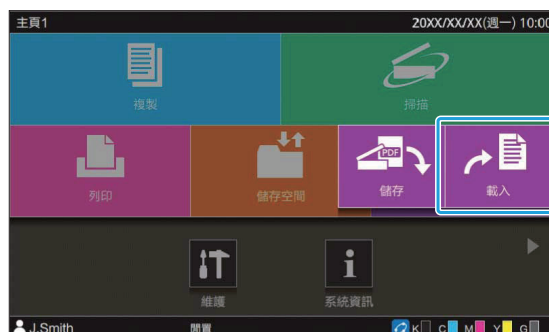 主頁1
20XX/XX/XX(週一) 10:00
複製
掃描
列印
儲存空間
PDF
儲存
載入
維護
系統資訊
J.Smith
閒置
K C M Y G